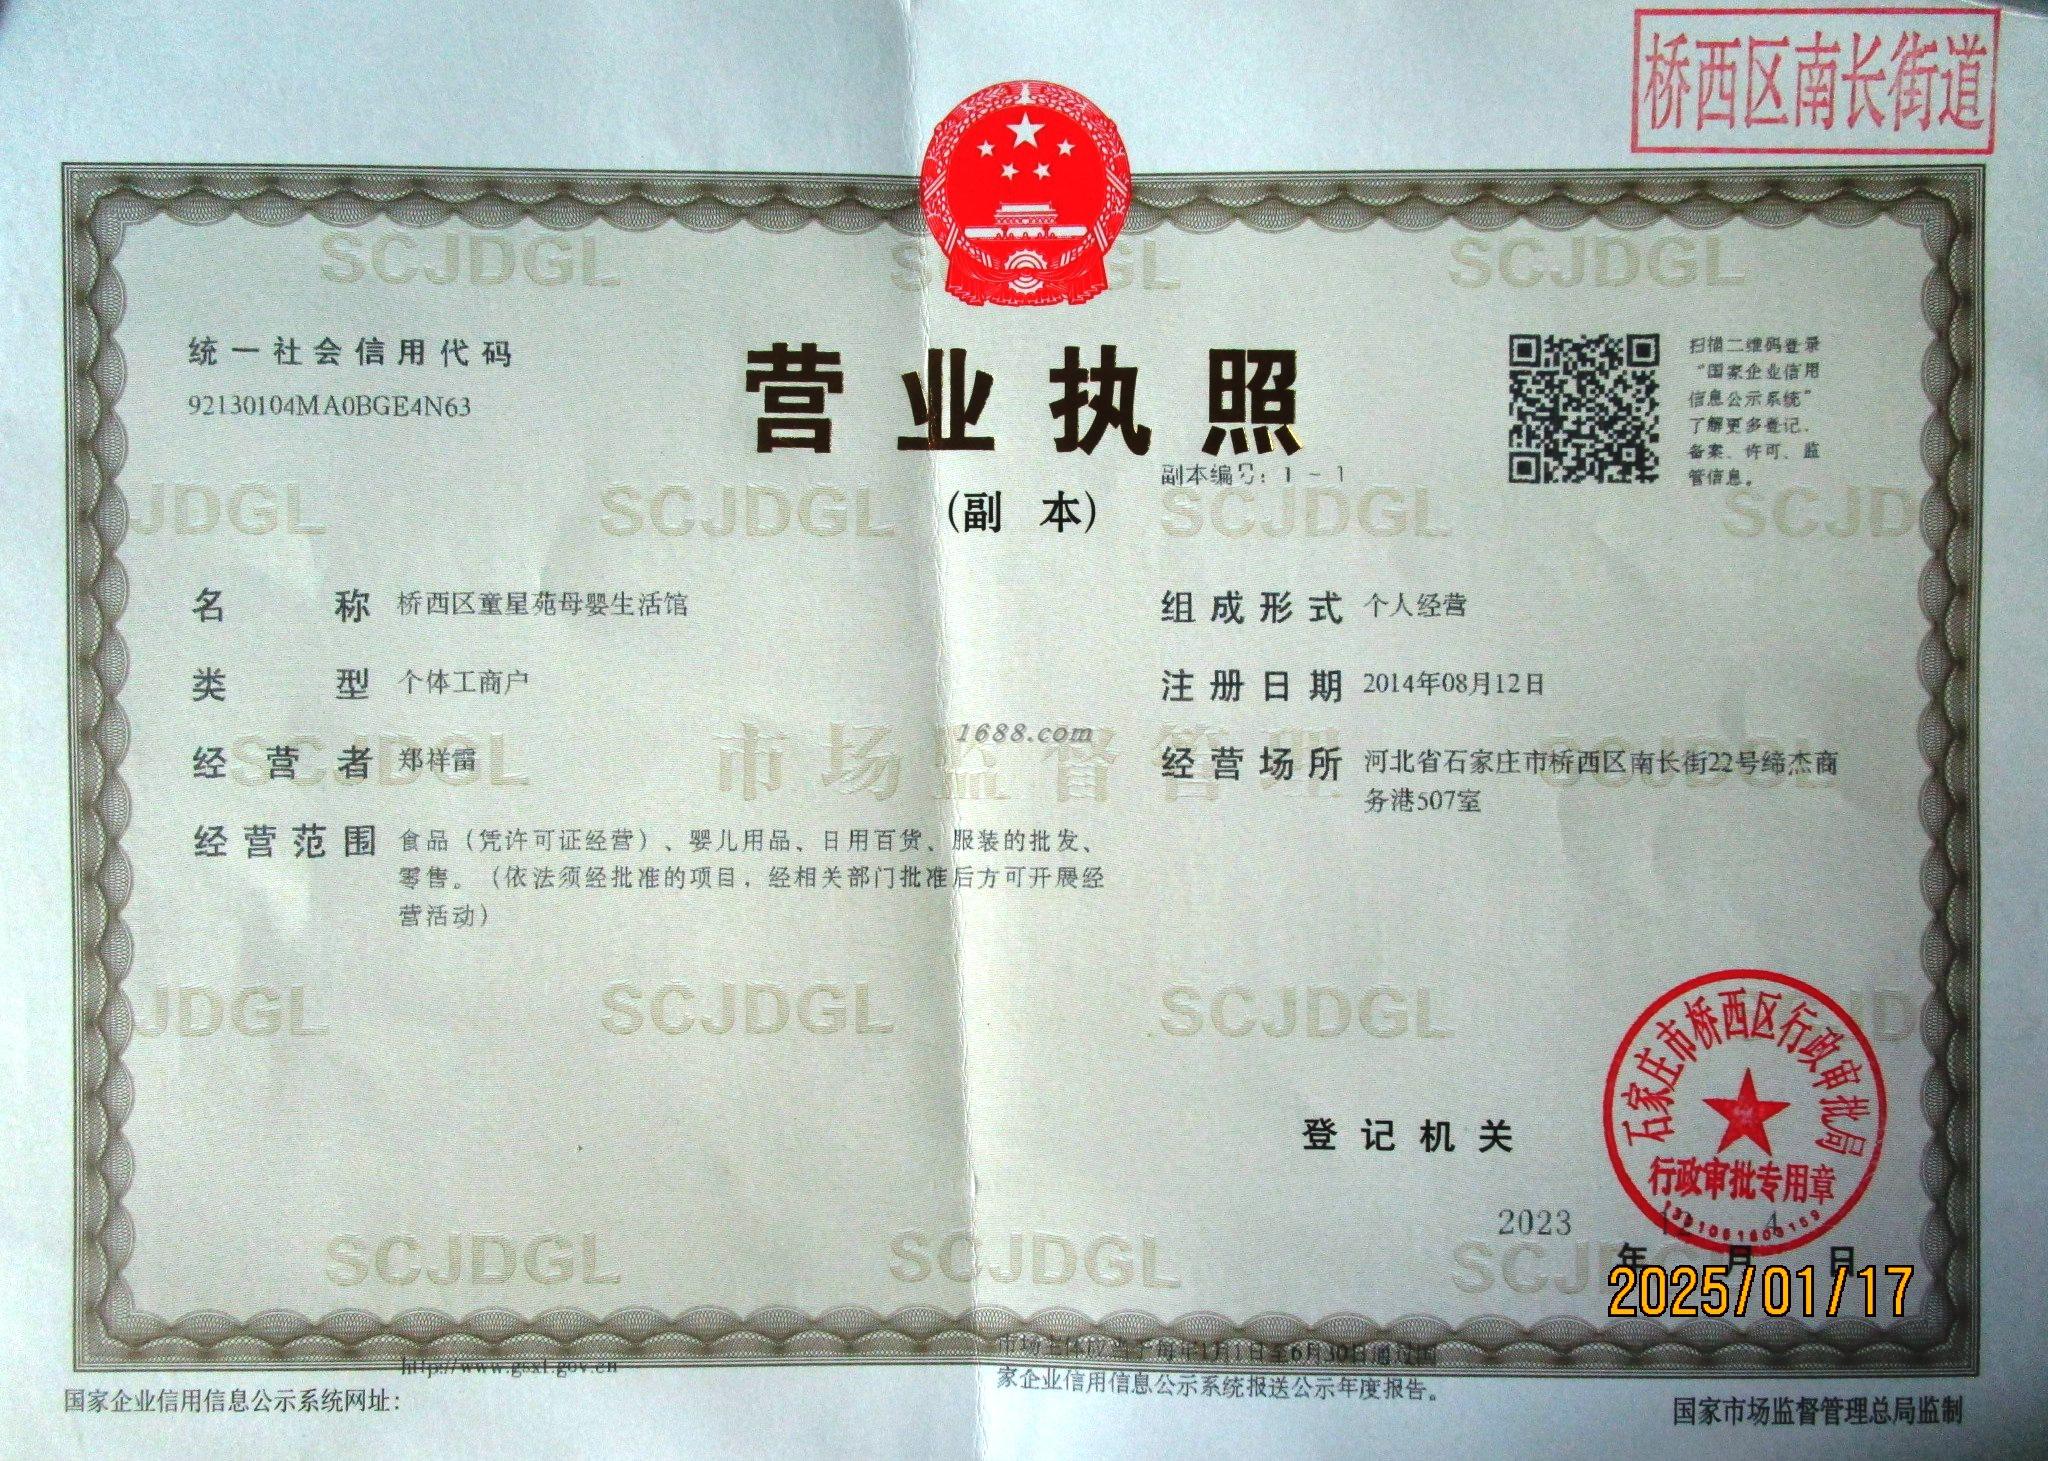 桥西区南长街道
统一社会信用代码
92130104MA0BGE4N63
营业执照
副本编号：1－1
(副 本)
扫描二维码登录
“国家企业信用
信息公示系统”
了解更多登记、
备案、许可、监
管信息。
名 称 桥西区童星苑母婴生活馆
类 型 个体工商户
经营者 郑祥雷
经营范围 食品（凭许可证经营）、婴儿用品、日用百货、服装的批发、
零售。（依法须经批准的项目，经相关部门批准后方可开展经
营活动）
组成形式 个人经营
注册日期 2014年08月12日
经营场所 河北省石家庄市桥西区南长街22号缔杰商
务港507室
SCJDGL
市场监督管理
1688.com
登记机关
石家庄市桥西区行政审批局
行政审批专用章
2023 年 12 月 4 日
2025/01/17
http://www.gsxt.gov.cn
国家企业信用信息公示系统网址：
市场主体应当于每年1月1日至6月30日通过国
家企业信用信息公示系统报送公示年度报告。
国家市场监督管理总局监制